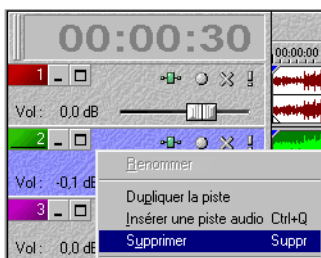 00:00:30
00:00:00
1
Vol : 0,0 dB
2
Renommer
Vol : -0,1 dB
Dupliquer la piste
3
Insérer une piste audio Ctrl+Q
Vol : 0,0 dB
Supprimer Suppr